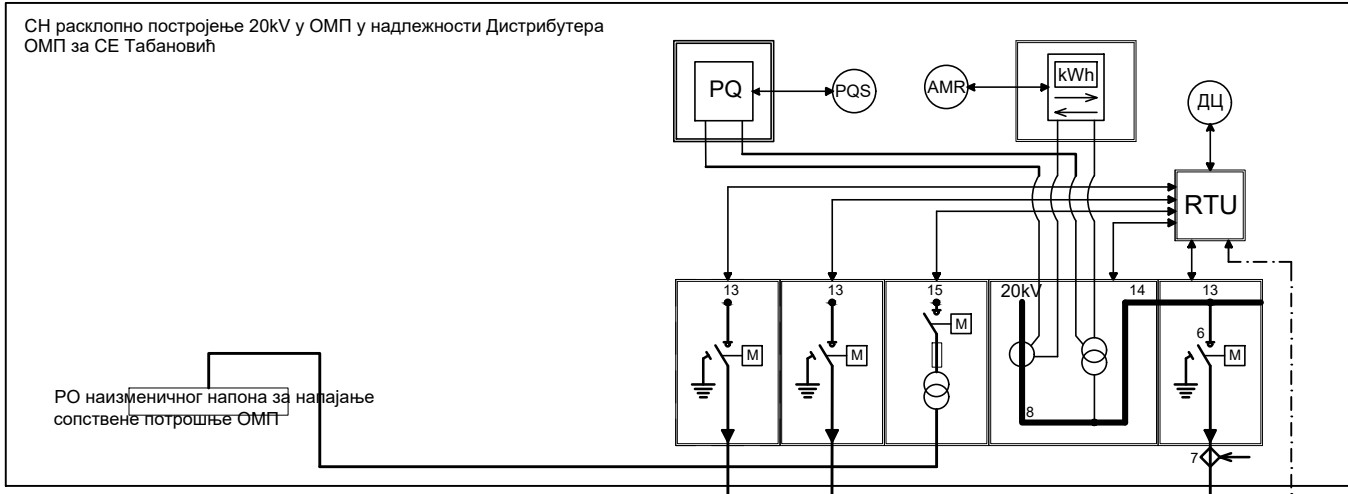 СН расклопно постројење 20kV у ОМП у надлежности Дистрибутера
ОМП за СЕ Табановић
PQ
PQS
AMR
kWh
ДЦ
RTU
13
13
15
20kV
14
13
M
M
M
6
M
РО наизменичног напона за напајање
сопствене потрошње ОМП
8
7